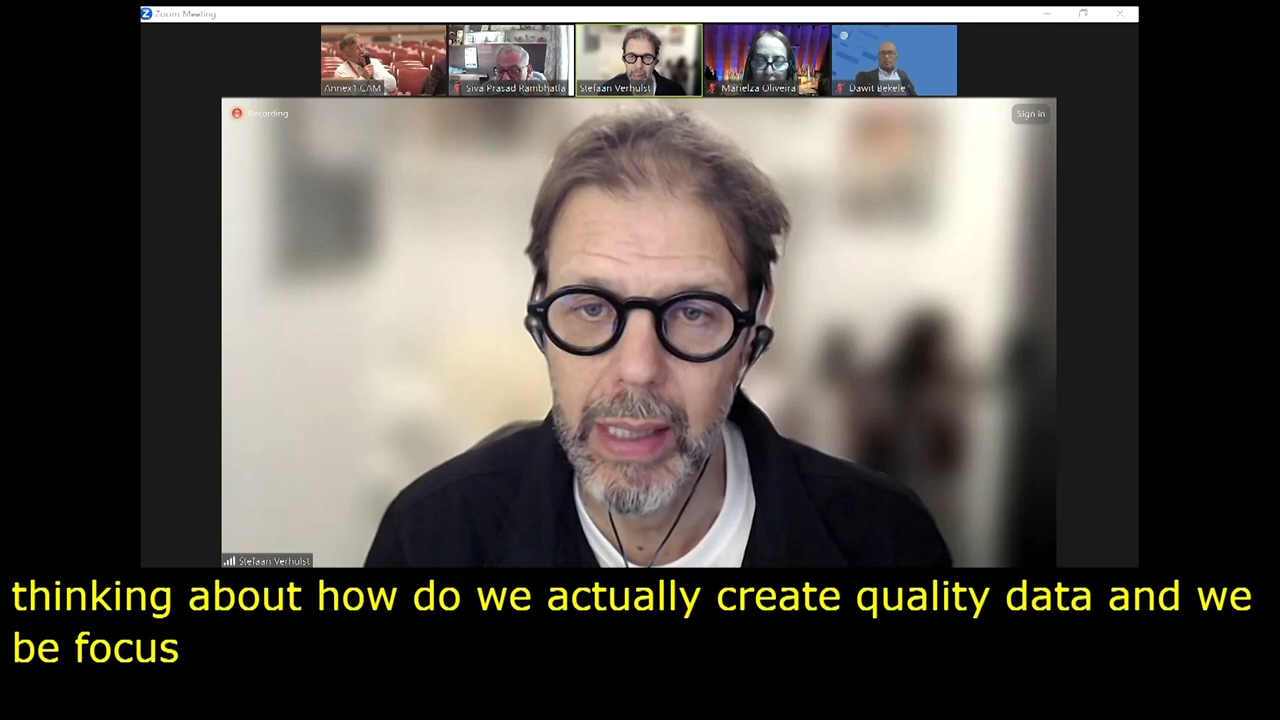 Zoom Meeting
Annex1 CAM
Siva Prasad Rambhatla
Stefaan Verhulst
Marielza Oliveira
Dawit Bekele
Recording
Sign in
Stefaan Verhulst
thinking about how do we actually create quality data and we
be focus